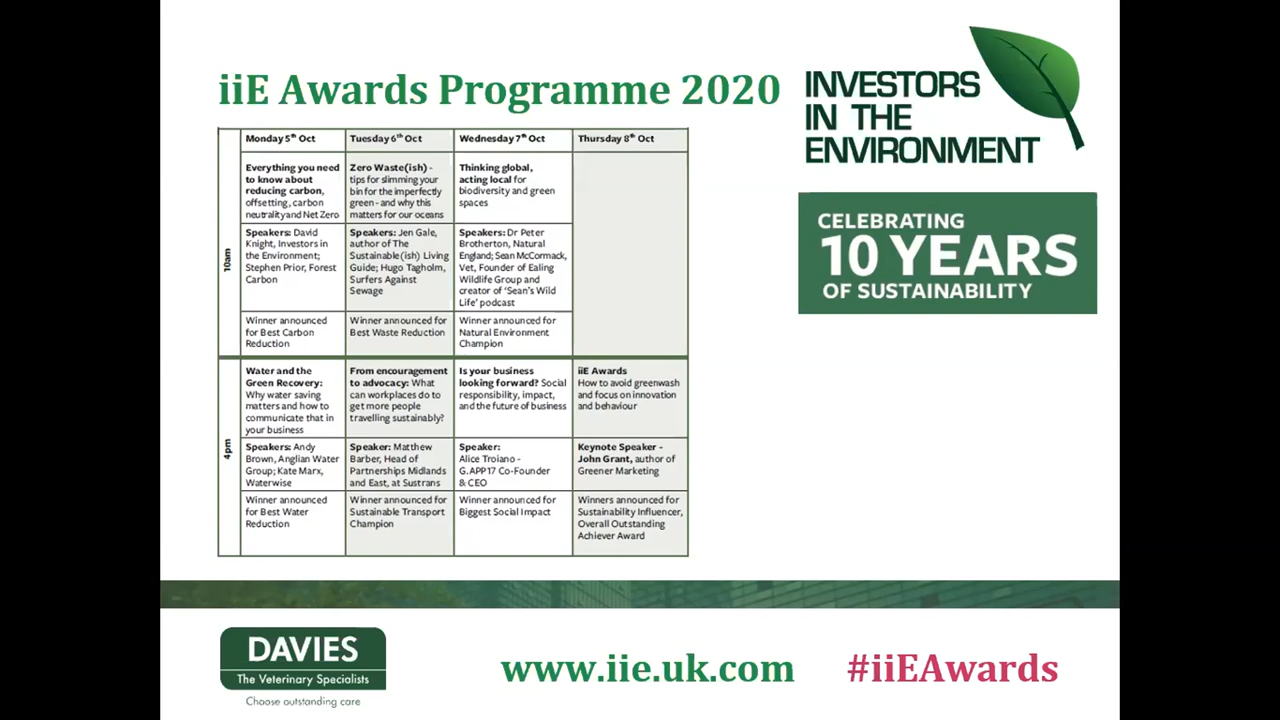 iiE Awards Programme 2020
INVESTORS
IN THE
ENVIRONMENT
CELEBRATING
10 YEARS
OF SUSTAINABILITY
Monday 5th Oct
Tuesday 6th Oct
Wednesday 7th Oct
Thursday 8th Oct
10am
Everything you need
to know about
reducing carbon,
offsetting, carbon
neutrality and Net Zero
Zero Waste(ish) -
tips for slimming your
bin for the imperfectly
green - and why this
matters for our oceans
Thinking global,
acting local for
biodiversity and green
spaces
Speakers: David
Knight, Investors in
the Environment;
Stephen Prior, Forest
Carbon
Speakers: Jen Gale,
author of The
Sustainable(ish) Living
Guide; Hugo Tagholm,
Surfers Against
Sewage
Speakers: Dr Peter
Brotherton, Natural
England; Sean McCormack,
Vet, Founder of Ealing
Wildlife Group and
creator of ‘Sean’s Wild
Life’ podcast
Winner announced
for Best Carbon
Reduction
Winner announced for
Best Waste Reduction
Winner announced for
Natural Environment
Champion
4pm
Water and the
Green Recovery:
Why water saving
matters and how to
communicate that in
your business
From encouragement
to advocacy: What
can workplaces do to
get more people
travelling sustainably?
Is your business
looking forward? Social
responsibility, impact,
and the future of business
iiE Awards
How to avoid greenwash
and focus on innovation
and behaviour
Speakers: Andy
Brown, Anglian Water
Group; Kate Marx,
Waterwise
Speaker: Matthew
Barber, Head of
Partnerships Midlands
and East, at Sustrans
Speaker:
Alice Troiano -
G.APP17 Co-Founder
& CEO
Keynote Speaker -
John Grant, author of
Greener Marketing
Winner announced
for Best Water
Reduction
Winner announced for
Sustainable Transport
Champion
Winner announced for
Biggest Social Impact
Winners announced for
Sustainability Influencer,
Overall Outstanding
Achiever Award
DAVIES
The Veterinary Specialists
Choose outstanding care
www.iie.uk.com
#iiEAwards